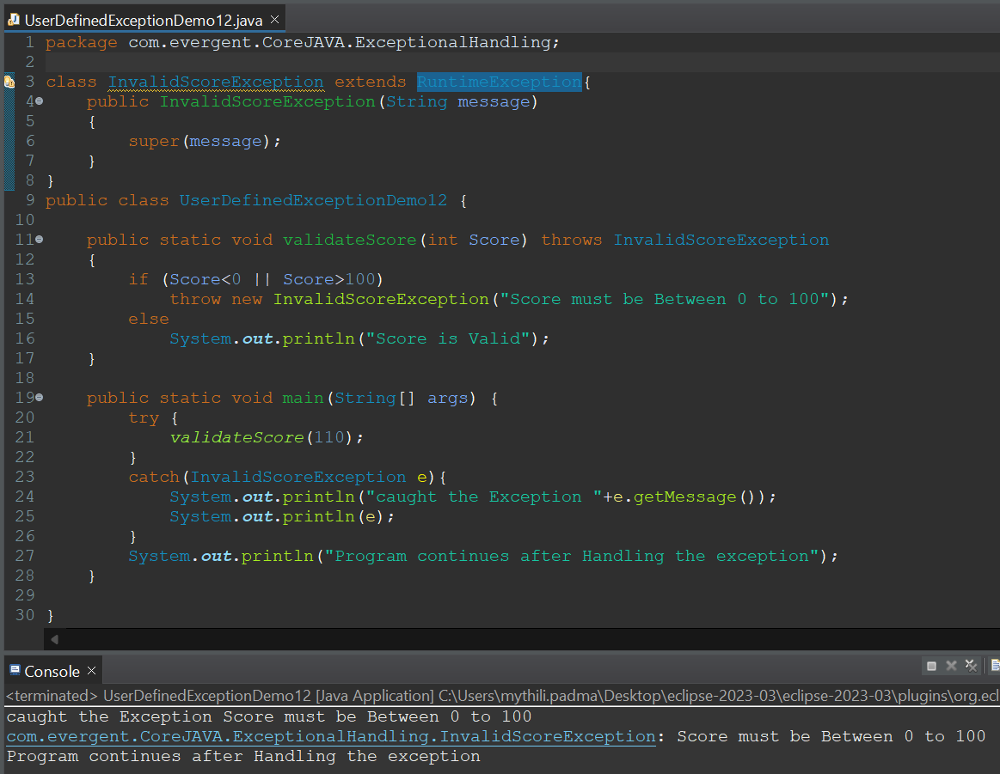 UserDefinedExceptionDemo12.java
1 package com.evergent.CoreJAVA.ExceptionalHandling;
2
3 class InvalidScoreException extends RuntimeException{
4 public InvalidScoreException(String message)
5 {
6 super(message);
7 }
8 }
9 public class UserDefinedExceptionDemo12 {
10
11 public static void validateScore(int Score) throws InvalidScoreException
12 {
13 if (Score<0 || Score>100)
14 throw new InvalidScoreException("Score must be Between 0 to 100");
15 else
16 System.out.println("Score is Valid");
17 }
18
19 public static void main(String[] args) {
20 try {
21 validateScore(110);
22 }
23 catch(InvalidScoreException e){
24 System.out.println("caught the Exception "+e.getMessage());
25 System.out.println(e);
26 }
27 System.out.println("Program continues after Handling the exception");
28 }
29
30 }
Console
<terminated> UserDefinedExceptionDemo12 [Java Application] C:\Users\mythili.padma\Desktop\eclipse-2023-03\eclipse-2023-03\plugins\org.ecl
caught the Exception Score must be Between 0 to 100
com.evergent.CoreJAVA.ExceptionalHandling.InvalidScoreException: Score must be Between 0 to 100
Program continues after Handling the exception